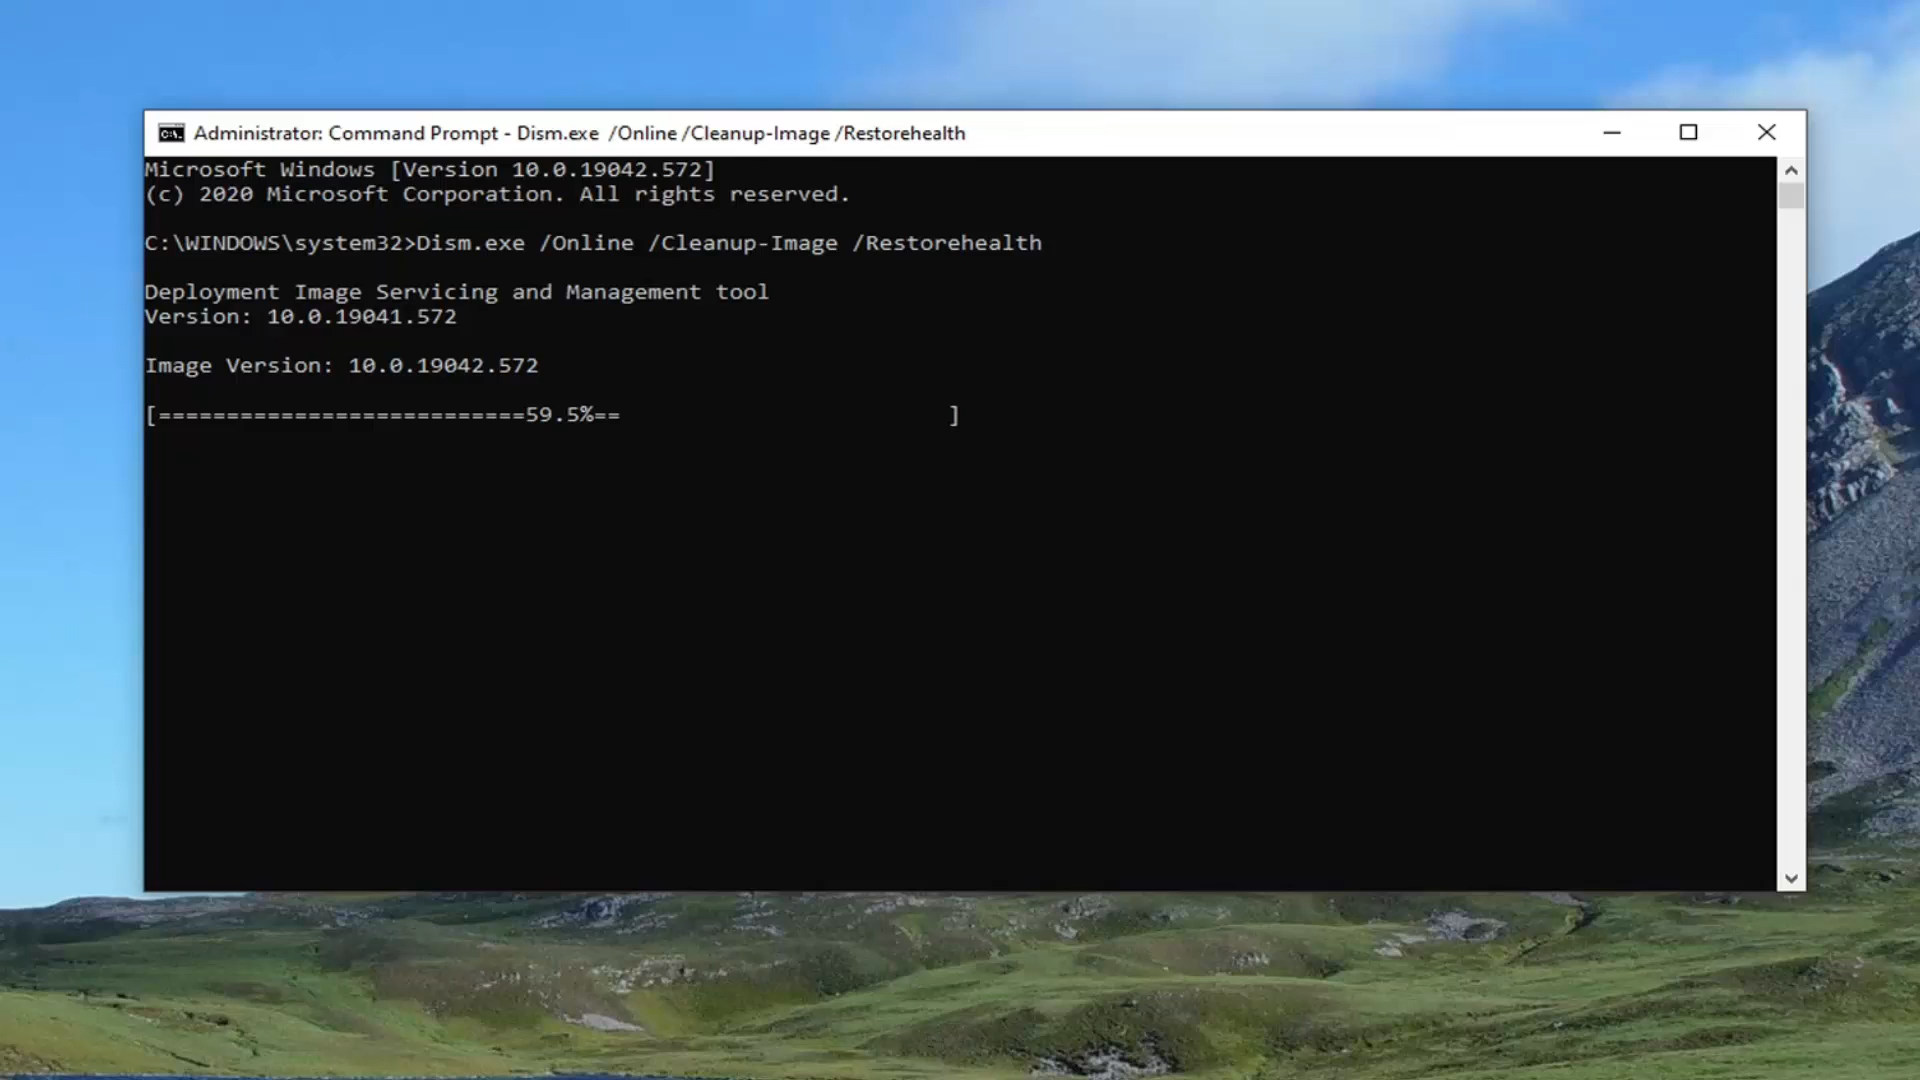 Administrator: Command Prompt - Dism.exe  /Online /Cleanup-Image /Restorehealth
Microsoft Windows [Version 10.0.19042.572]
(c) 2020 Microsoft Corporation. All rights reserved.
C:\WINDOWS\system32>Dism.exe /Online /Cleanup-Image /Restorehealth
Deployment Image Servicing and Management tool
Version: 10.0.19041.572
Image Version: 10.0.19042.572
[===========================59.5%==                        ]